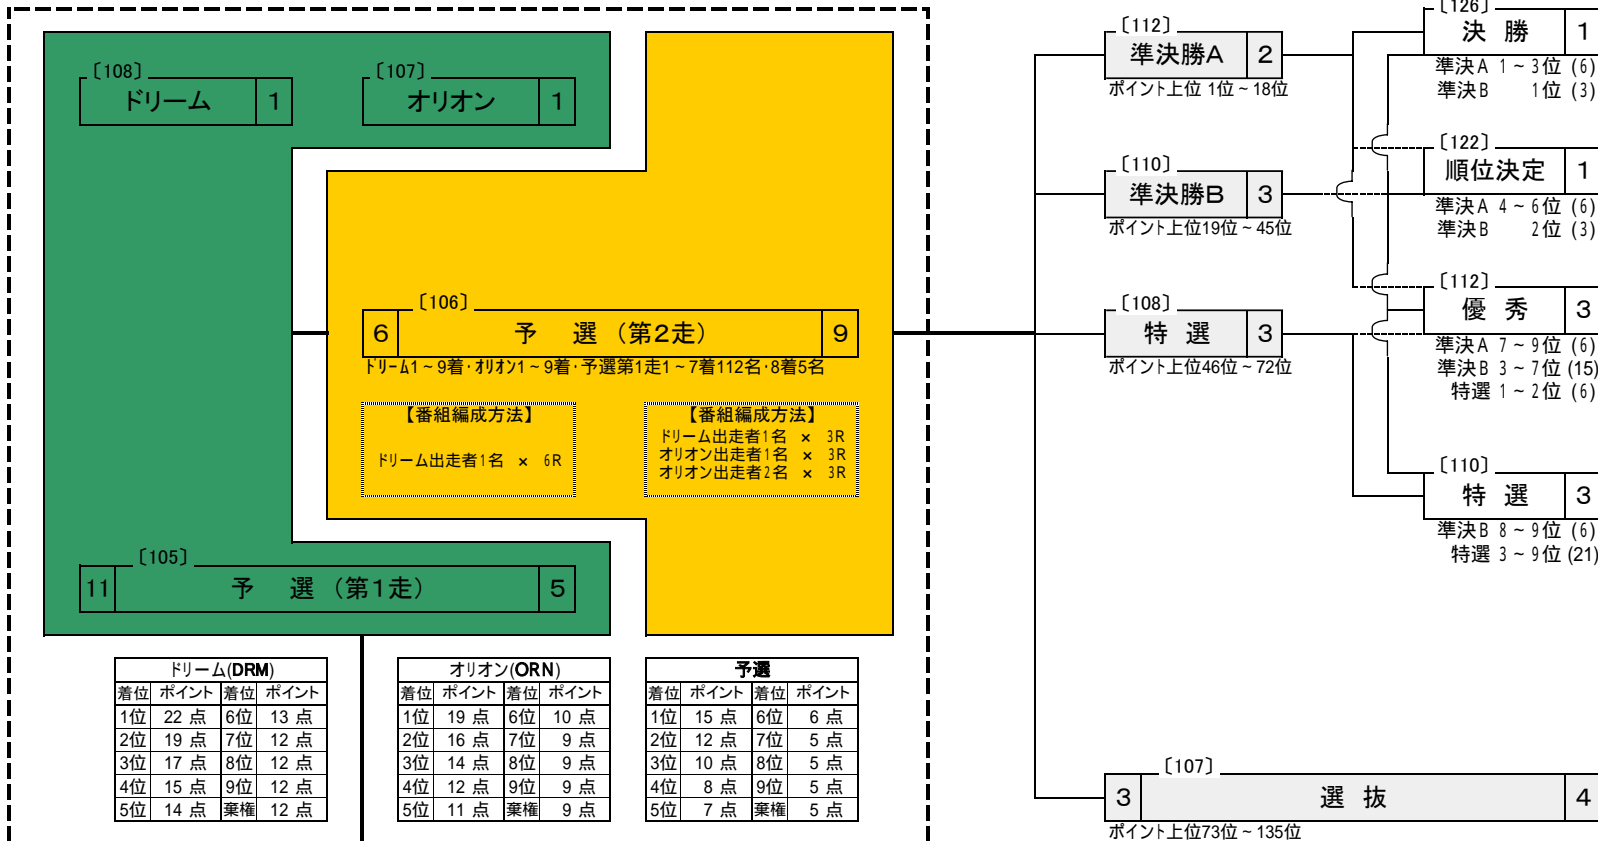 〔108〕
ドリーム 1
〔107〕
オリオン 1
〔106〕
6 予 選 （第2走） 9
ドリーム1～9着･オリオン1～9着･予選第1走1～7着112名･8着5名
【番組編成方法】
ドリーム出走者1名 × 6R
【番組編成方法】
ドリーム出走者1名 × 3R
オリオン出走者1名 × 3R
オリオン出走者2名 × 3R
〔105〕
11 予 選 （第1走） 5
ドリーム(DRM)
着位 ポイント 着位 ポイント
1位 22 点 6位 13 点
2位 19 点 7位 12 点
3位 17 点 8位 12 点
4位 15 点 9位 12 点
5位 14 点 棄権 12 点
オリオン(ORN)
着位 ポイント 着位 ポイント
1位 19 点 6位 10 点
2位 16 点 7位 9 点
3位 14 点 8位 9 点
4位 12 点 9位 9 点
5位 11 点 棄権 9 点
予選
着位 ポイント 着位 ポイント
1位 15 点 6位 6 点
2位 12 点 7位 5 点
3位 10 点 8位 5 点
4位 8 点 9位 5 点
5位 7 点 棄権 5 点
〔112〕
準決勝A 2
ポイント上位 1位～18位
〔110〕
準決勝B 3
ポイント上位19位～45位
〔108〕
特 選 3
ポイント上位46位～72位
〔126〕
決 勝 1
準決A 1～3位 (6)
準決B 1位 (3)
〔122〕
順位決定 1
準決A 4～6位 (6)
準決B 2位 (3)
〔112〕
優 秀 3
準決A 7～9位 (6)
準決B 3～7位 (15)
特選 1～2位 (6)
〔110〕
特 選 3
準決B 8～9位 (6)
特選 3～9位 (21)
〔107〕
3 選 抜 4
ポイント上位73位～135位